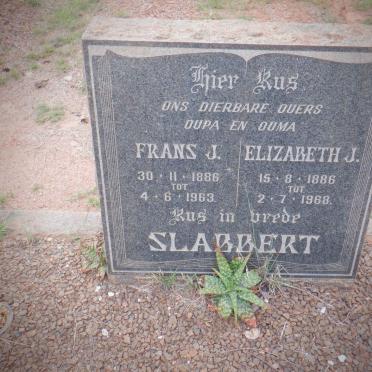 Hier Rus
ONS DIERBARE OUERS
OUPA EN OUMA
FRANS J. ELIZABETH J.
30·11·1886 15·8·1886
TOT TOT
4·6·1963. 2·7·1968.
Rus in vrede
SLABBERT